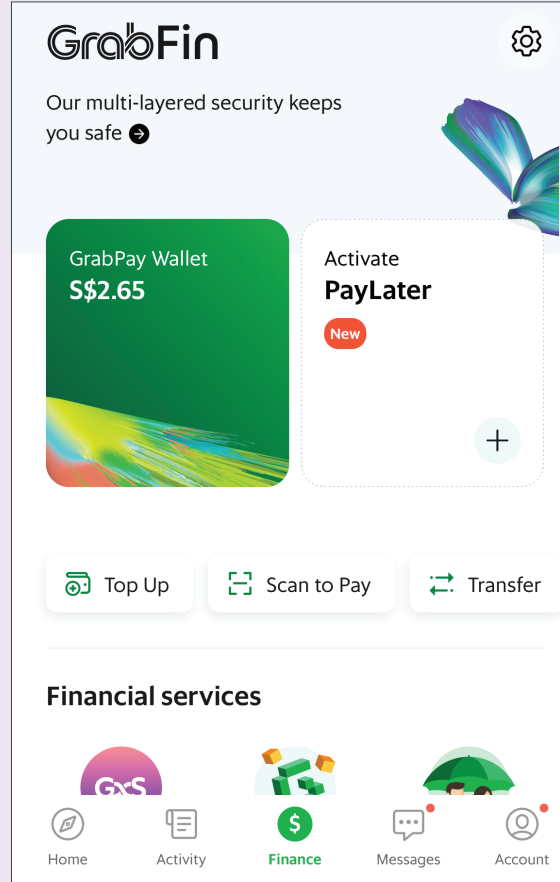 GrabFin
Our multi-layered security keeps
you safe
GrabPay Wallet
S$2.65
Activate
PayLater
New
Top Up
Scan to Pay
Transfer
Financial services
GXS
$
Home
Activity
Finance
Messages
Account